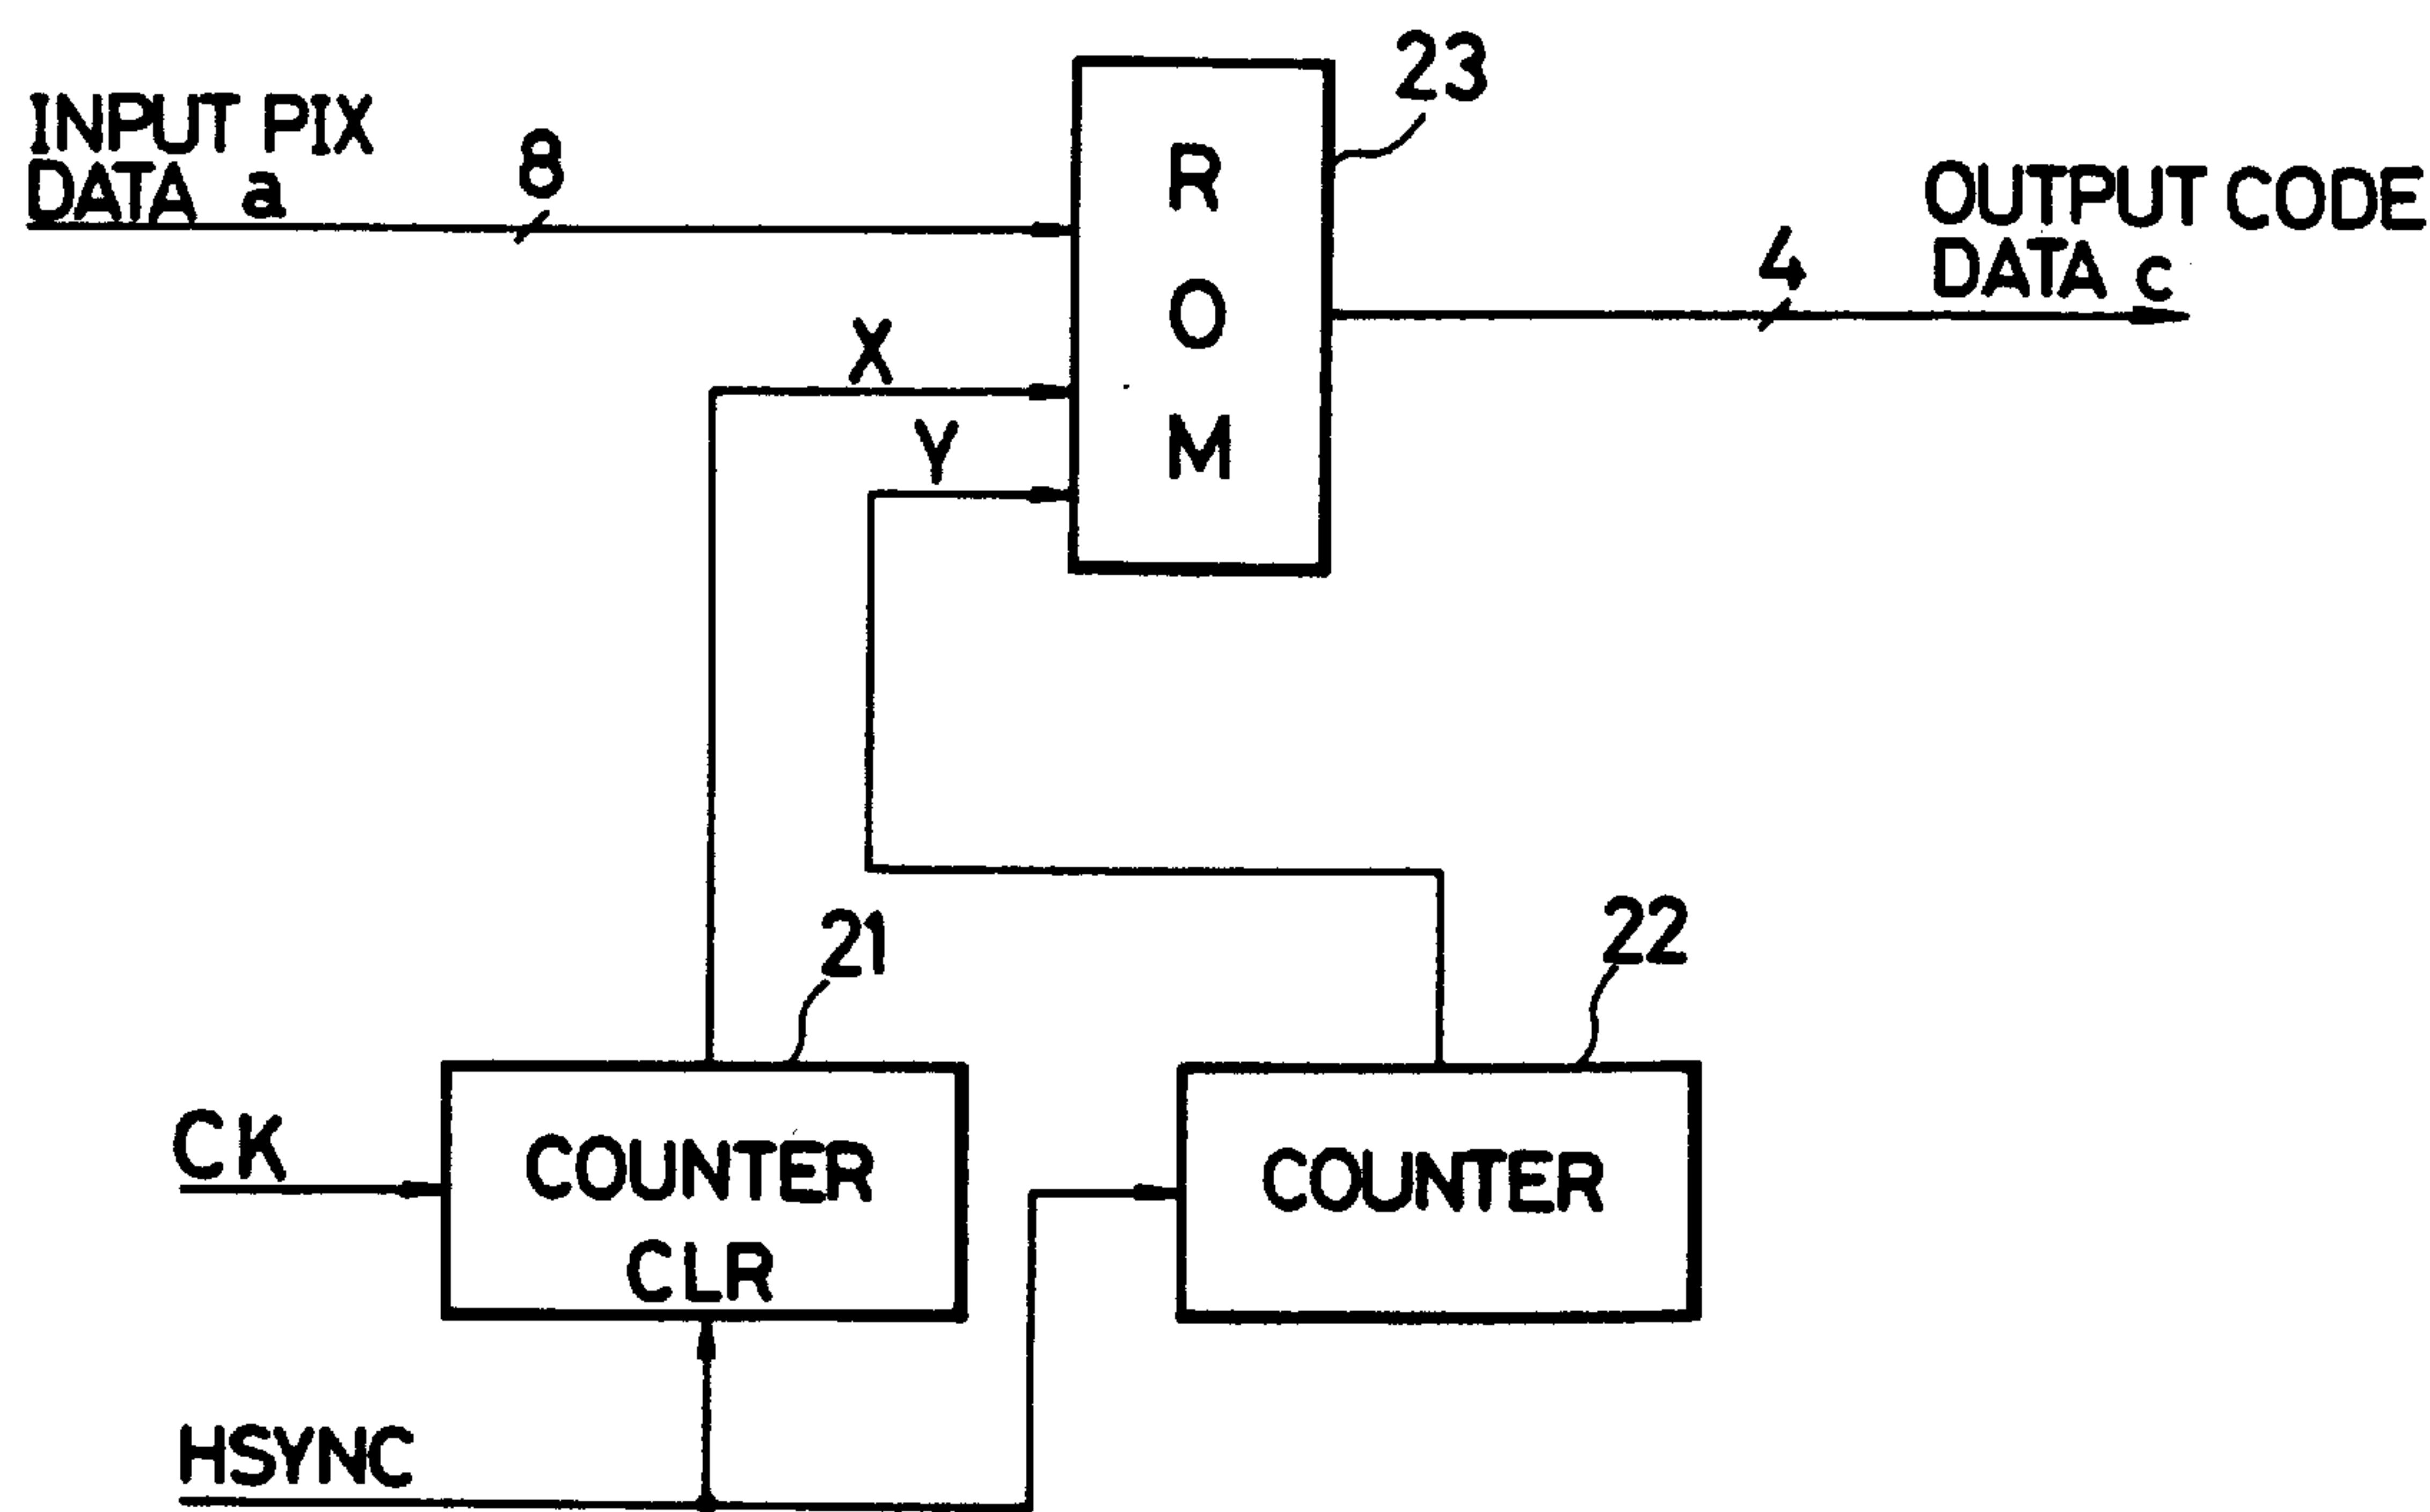 23
INPUT PIX
DATA a
8
R
O
M
OUTPUT CODE
DATA c
4
X
Y
21
22
CK
COUNTER
CLR
COUNTER
HSYNC